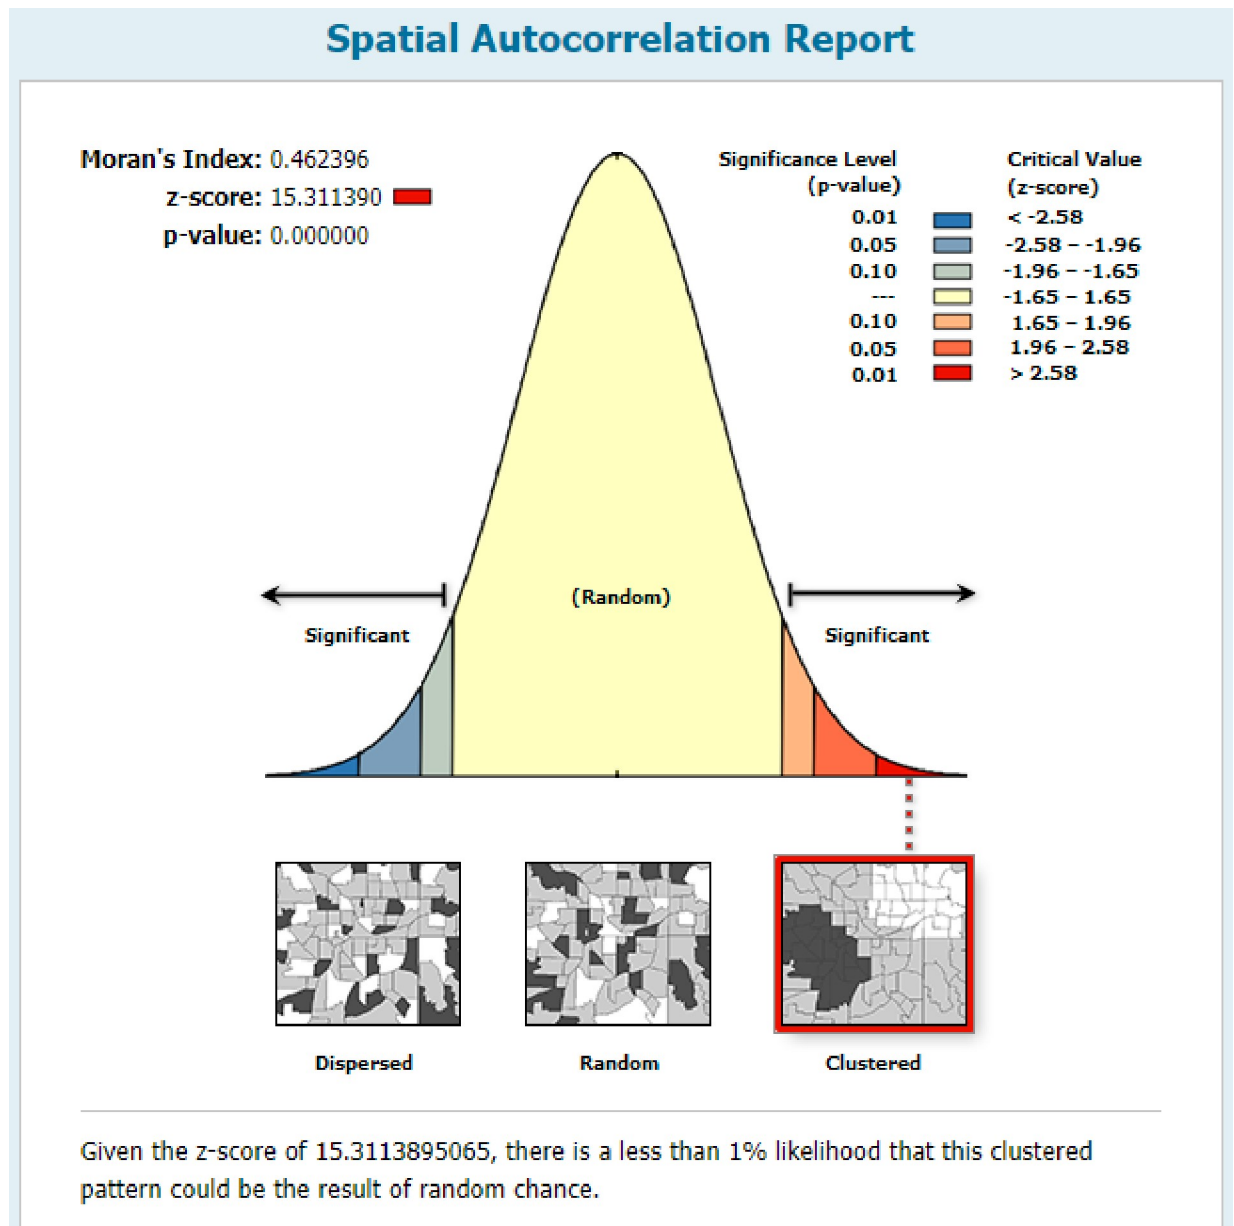 Spatial Autocorrelation Report
Moran's Index: 0.462396
z-score: 15.311390
p-value: 0.000000
Significance Level
(p-value)
Critical Value
(z-score)
0.01 < -2.58
0.05 -2.58 – -1.96
0.10 -1.96 – -1.65
--- -1.65 – 1.65
0.10 1.65 – 1.96
0.05 1.96 – 2.58
0.01 > 2.58
(Random)
Significant
Significant
Dispersed
Random
Clustered
Given the z-score of 15.3113895065, there is a less than 1% likelihood that this clustered
pattern could be the result of random chance.